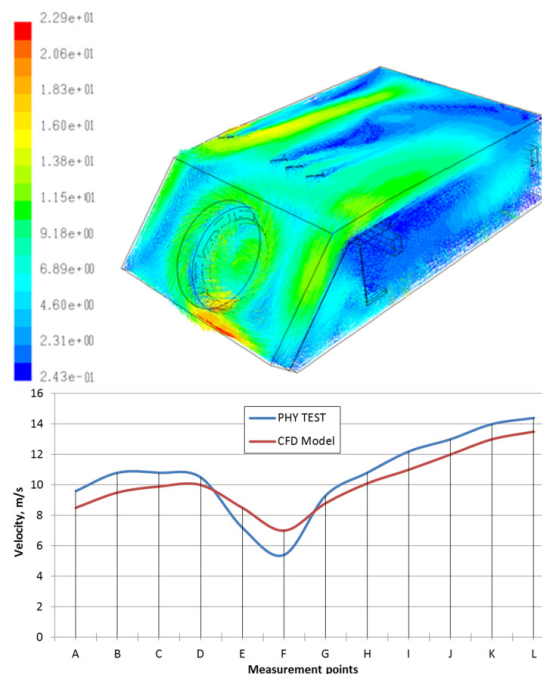 2.29e+01
2.06e+01
1.83e+01
1.60e+01
1.38e+01
1.15e+01
9.18e+00
6.89e+00
4.60e+00
2.31e+00
2.43e-01
16
14
12
10
8
6
4
2
0
Velocity, m/s
PHY TEST
CFD Model
A B C D E F G H I J K L
Measurement points